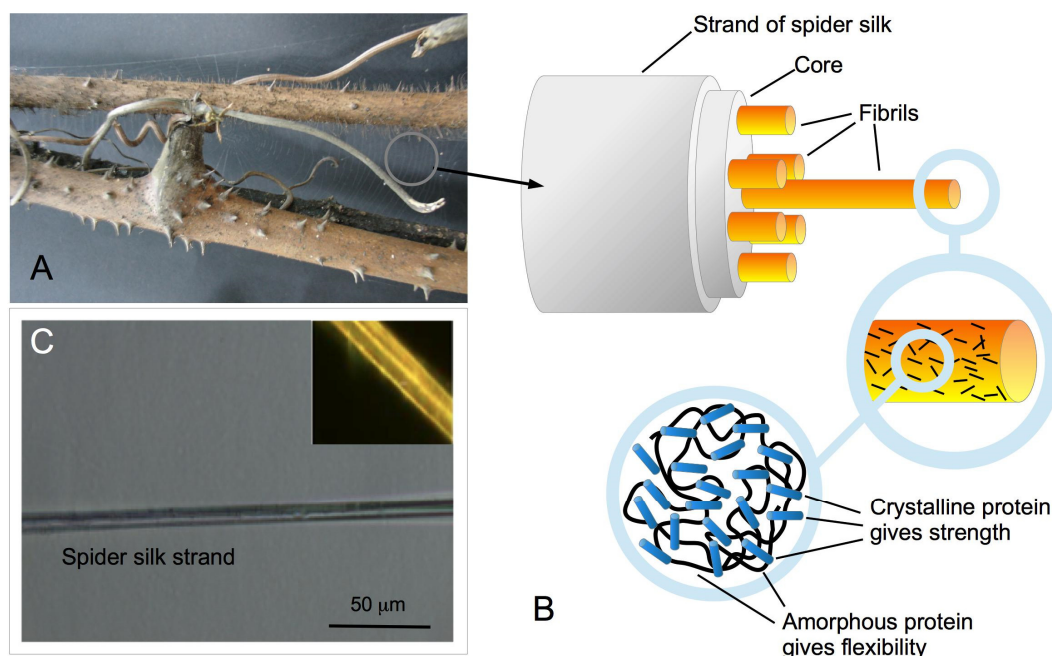 Strand of spider silk
Core
Fibrils
A
C
Spider silk strand
50 μm
Crystalline protein
gives strength
B
Amorphous protein
gives flexibility